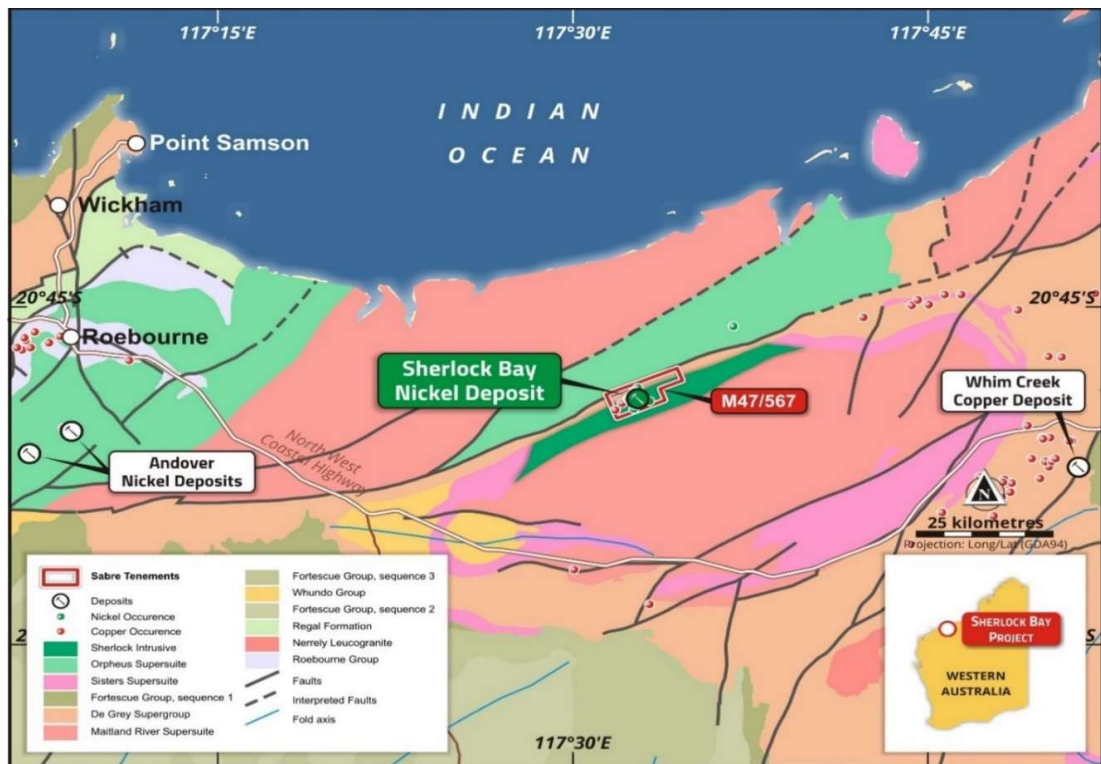 117°15'E
117°30'E
117°45'E
INDIAN
OCEAN
Point Samson
Wickham
20°45'S
20°45'S
Roebourne
Sherlock Bay
Nickel Deposit
M47/567
Whim Creek
Copper Deposit
Andover
Nickel Deposits
North West
Coastal Highway
N
25 kilometres
Projection: Long/Lat (GDA94)
Sabre Tenements
Deposits
Nickel Occurence
Copper Occurence
Sherlock Intrusive
Orpheus Supersuite
Sisters Supersuite
Fortescue Group, sequence 1
De Grey Supergroup
Maitland River Supersuite
Fortescue Group, sequence 3
Whundo Group
Fortescue Group, sequence 2
Regal Formation
Nerrely Leucogranite
Roebourne Group
Faults
Interpreted Faults
Fold axis
SHERLOCK BAY
PROJECT
WESTERN
AUSTRALIA
117°30'E